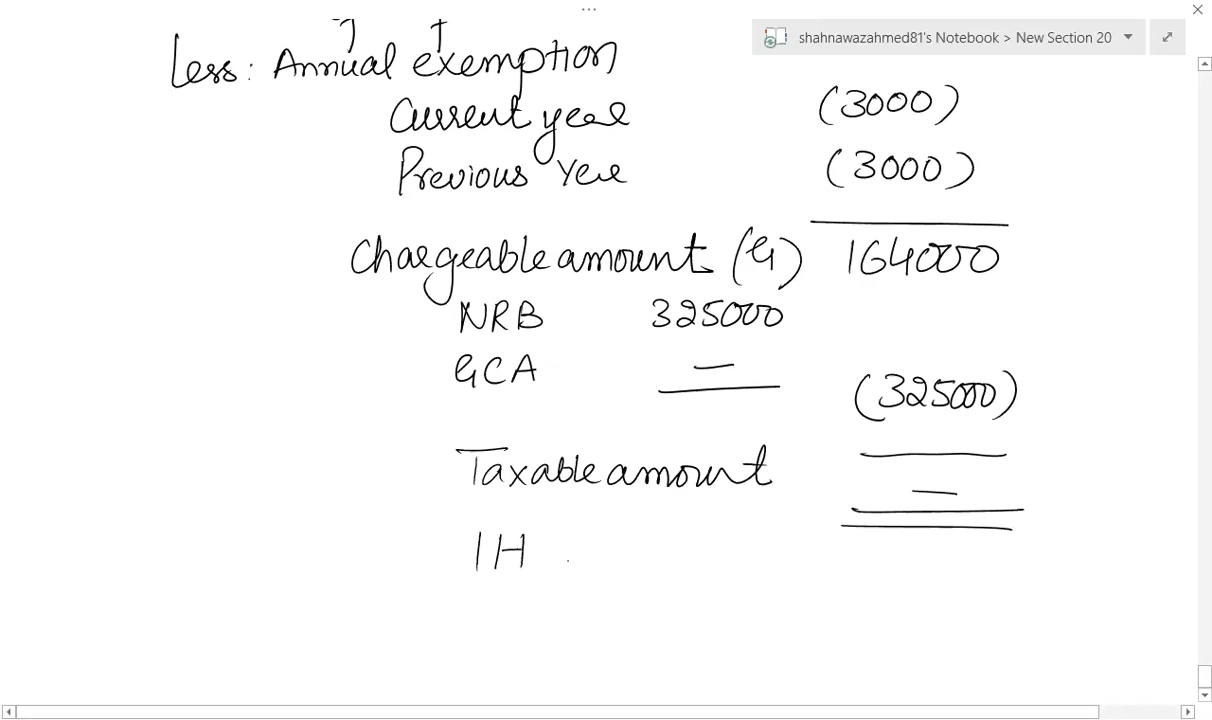 ...
shahnawazahmed81's Notebook > New Section 20
Less: Annual exemption
Current year (3000)
Previous Year (3000)
Chargeable amount (G) 164000
NRB 325000
GCA —
(325000)
Taxable amount —
IH